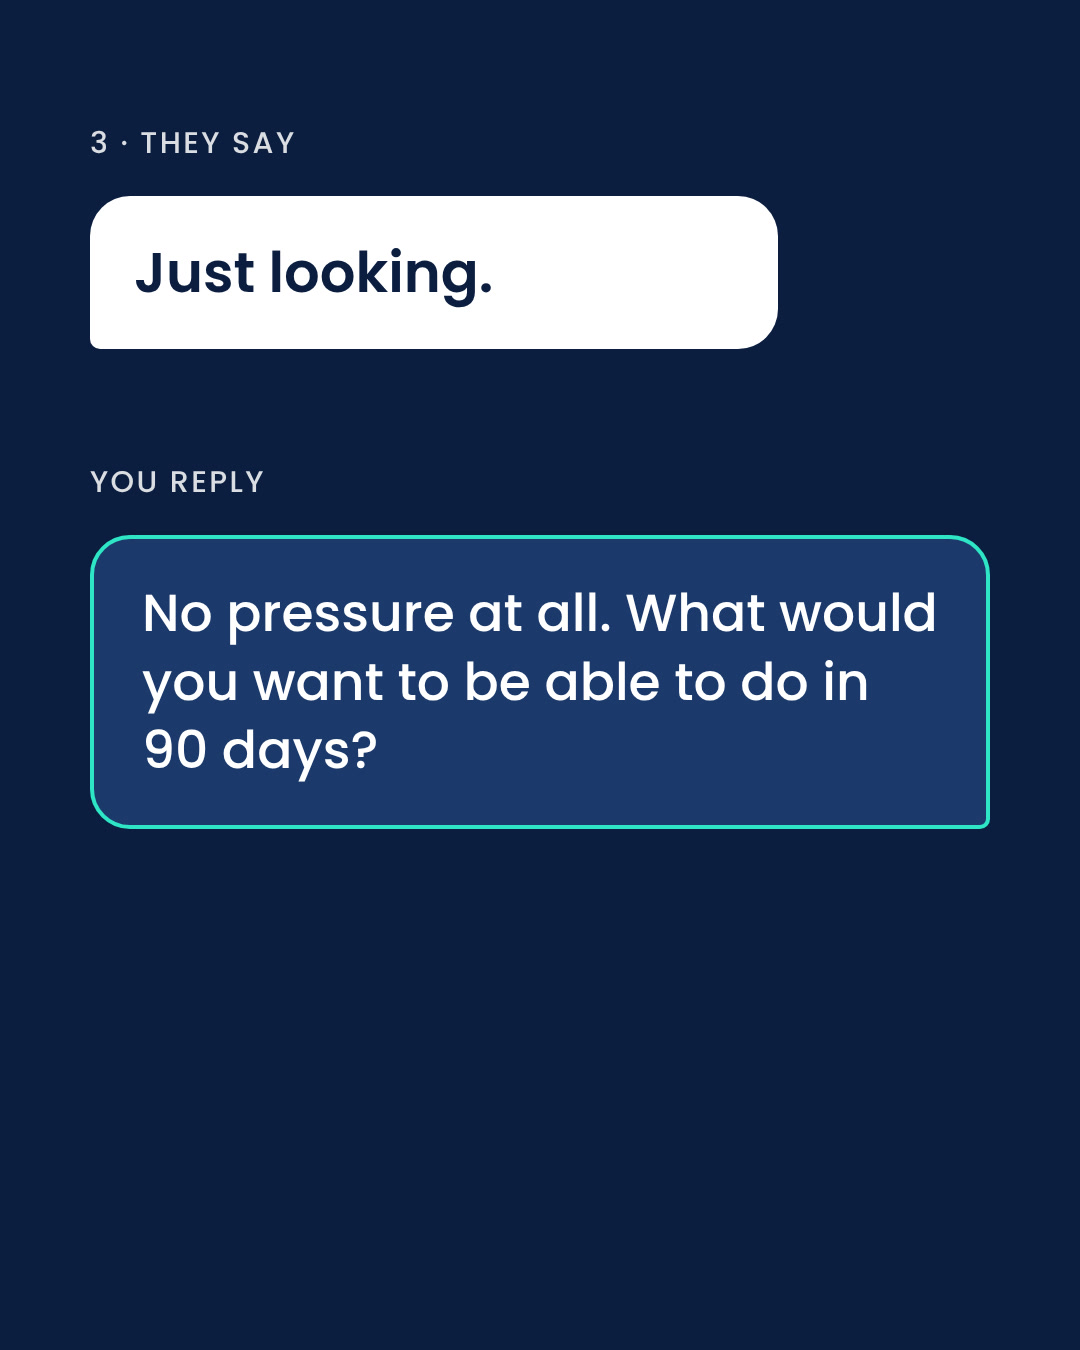 3 · THEY SAY
Just looking.
YOU REPLY
No pressure at all. What would
you want to be able to do in
90 days?